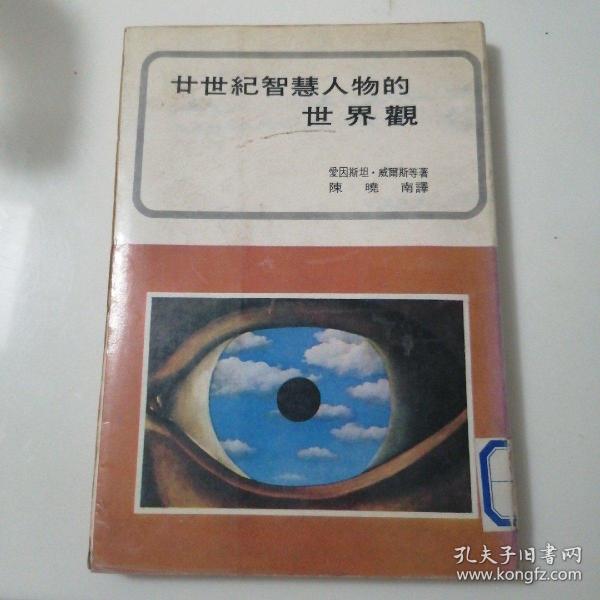 廿世紀智慧人物的
世界觀
愛因斯坦·威爾斯等著
陳曉南譯
孔夫子旧书网
www.kongfz.com